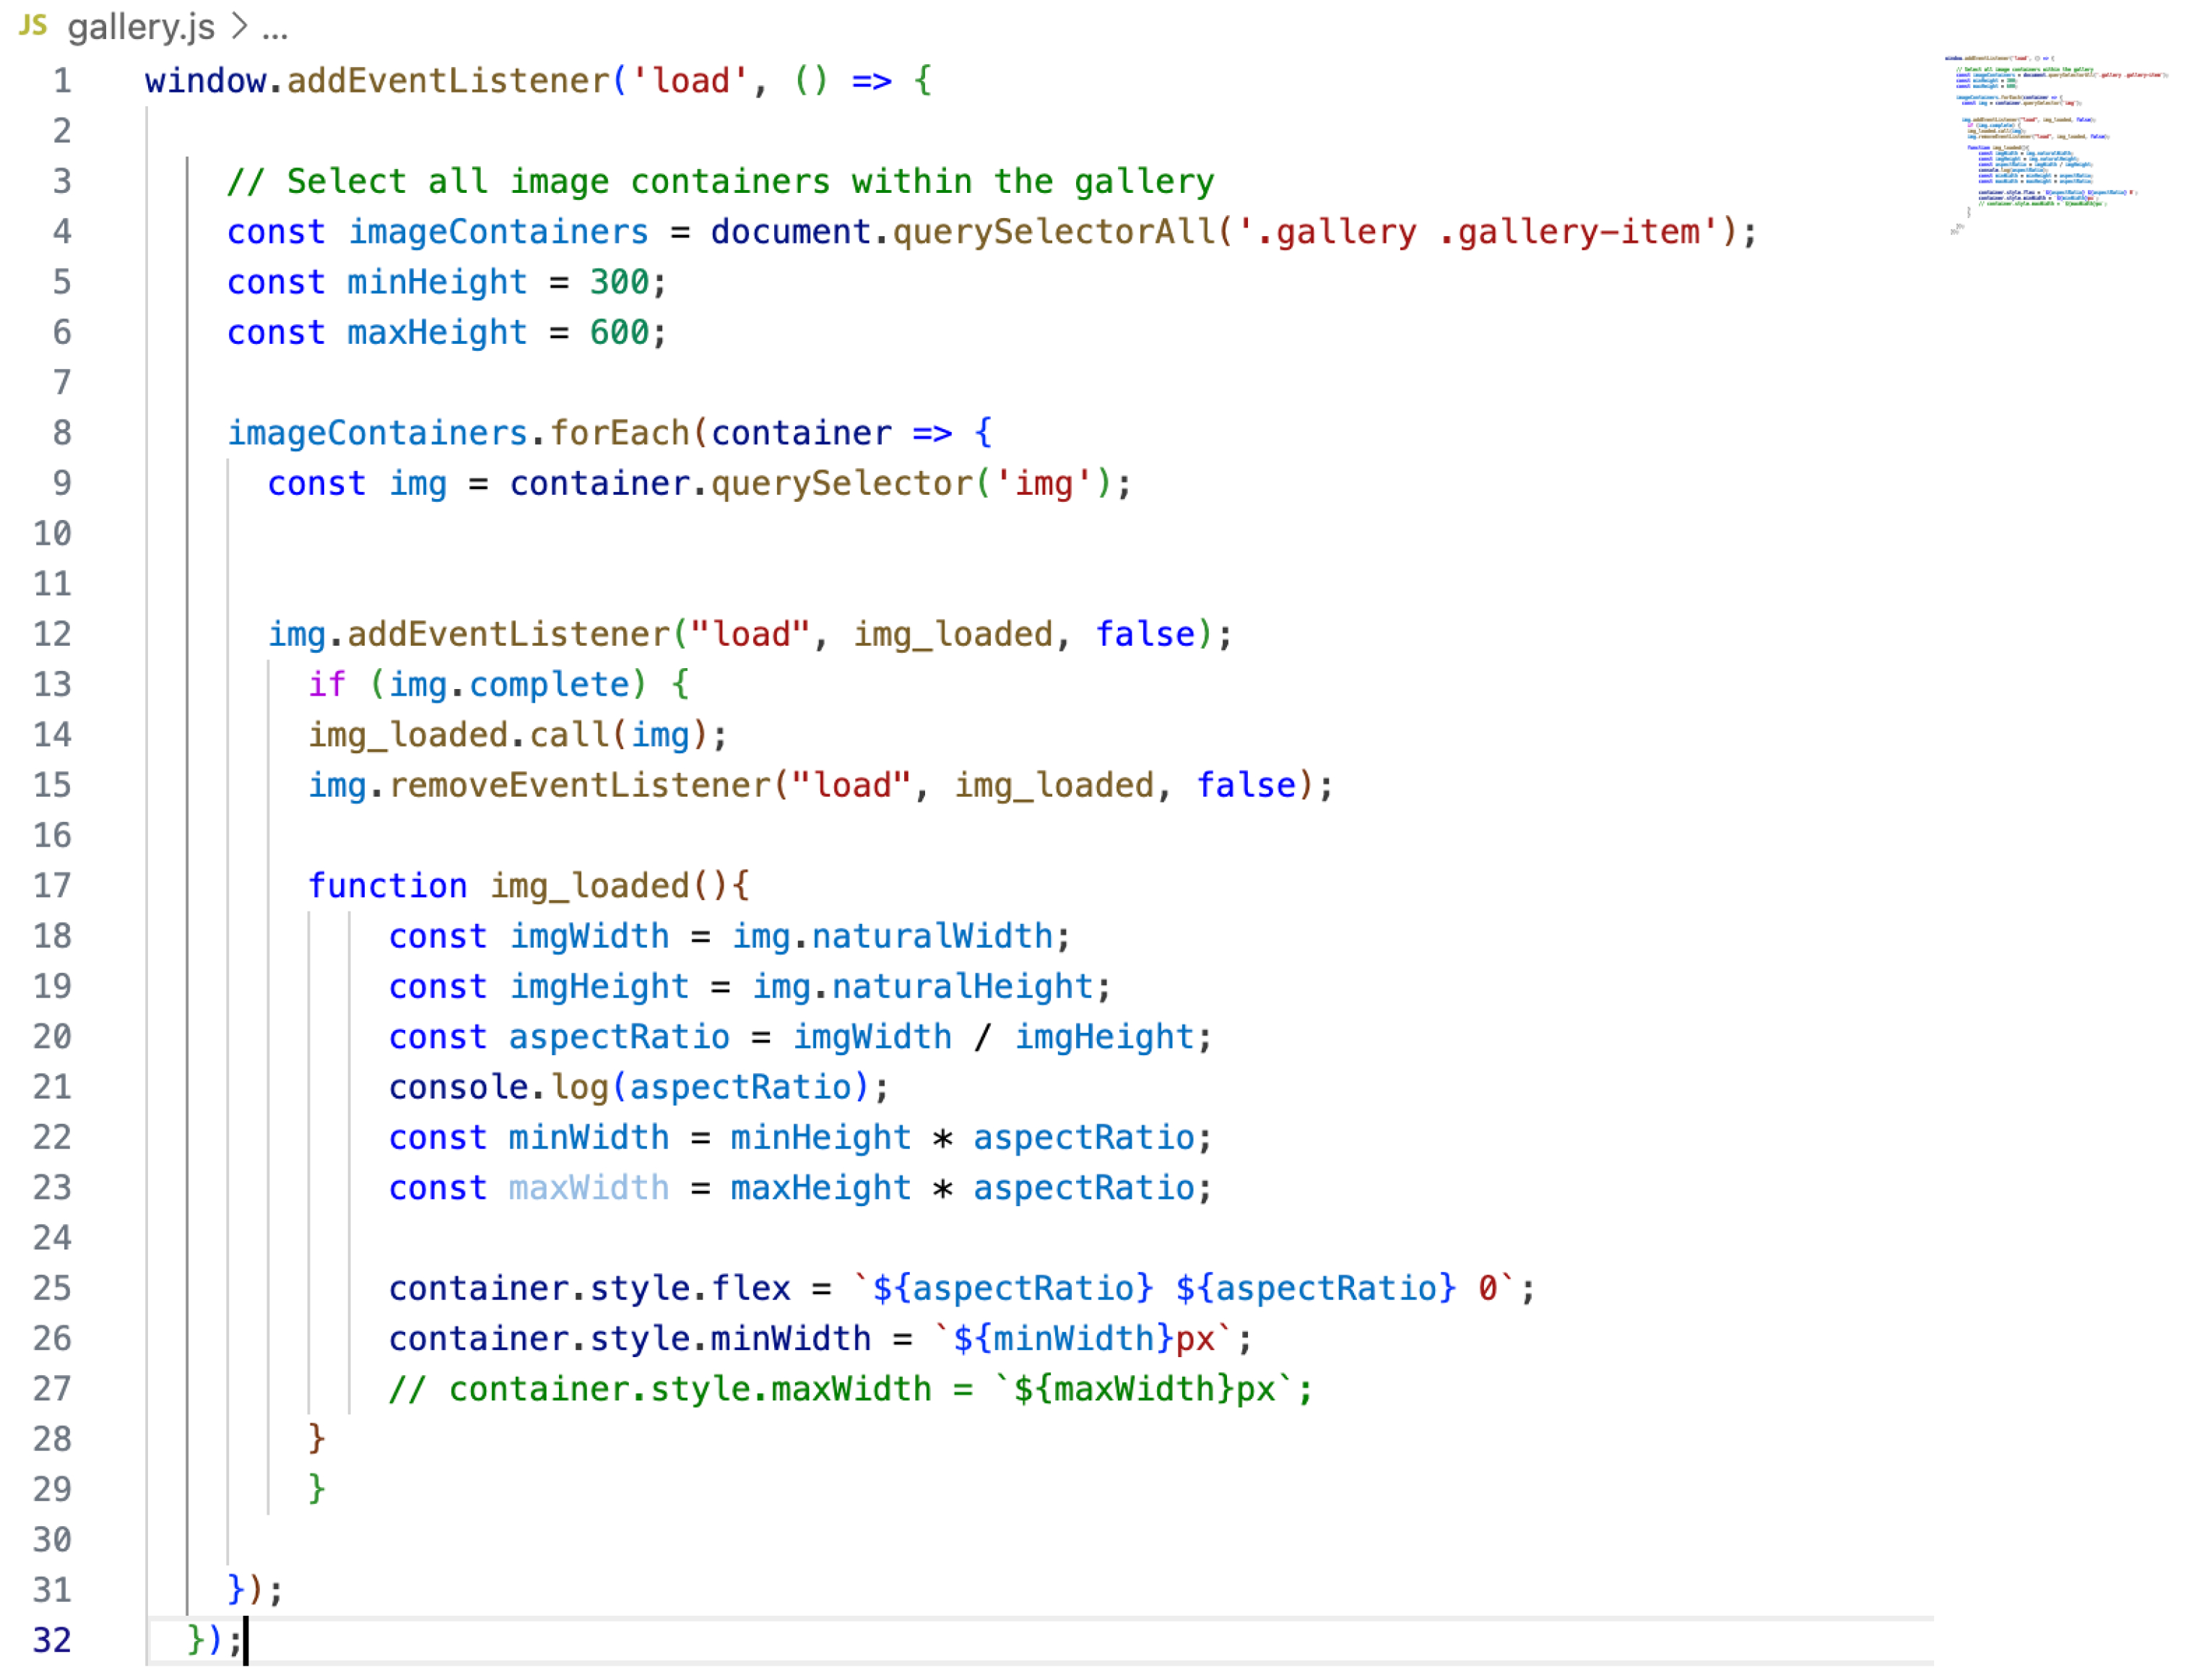 JS gallery.js > ...
1 window.addEventListener('load', () => {
2
3 // Select all image containers within the gallery
4 const imageContainers = document.querySelectorAll('.gallery .gallery-item');
5 const minHeight = 300;
6 const maxHeight = 600;
7
8 imageContainers.forEach(container => {
9 const img = container.querySelector('img');
10
11
12 img.addEventListener("load", img_loaded, false);
13 if (img.complete) {
14 img_loaded.call(img);
15 img.removeEventListener("load", img_loaded, false);
16
17 function img_loaded(){
18 const imgWidth = img.naturalWidth;
19 const imgHeight = img.naturalHeight;
20 const aspectRatio = imgWidth / imgHeight;
21 console.log(aspectRatio);
22 const minWidth = minHeight * aspectRatio;
23 const maxWidth = maxHeight * aspectRatio;
24
25 container.style.flex = `${aspectRatio} ${aspectRatio} 0`;
26 container.style.minWidth = `${minWidth}px`;
27 // container.style.maxWidth = `${maxWidth}px`;
28 }
29 }
30
31 });
32 });